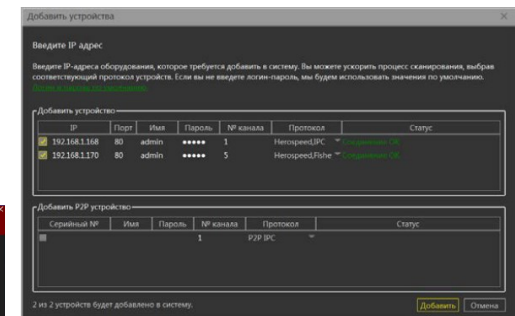 Добавить устройства
Введите IP адрес
Введите IP-адреса оборудования, которое требуется добавить в систему. Вы можете ускорить процесс сканирования, выбрав
соответствующий протокол устройств. Если вы не введете логин-пароль, мы будем использовать значения по умолчанию.
Добавить устройство
IP Порт Имя Пароль № канала Протокол Статус
192.168.1.168 80 admin ••••• 1 Herospeed,IPC Соединение ОК
192.168.1.170 80 admin ••••• 5 Herospeed,Fishe Соединение ОК
Добавить P2P устройство
Серийный № Имя Пароль № канала Протокол Статус
1 P2P IPC
2 из 2 устройств будет добавлено в систему.
Добавить Отмена